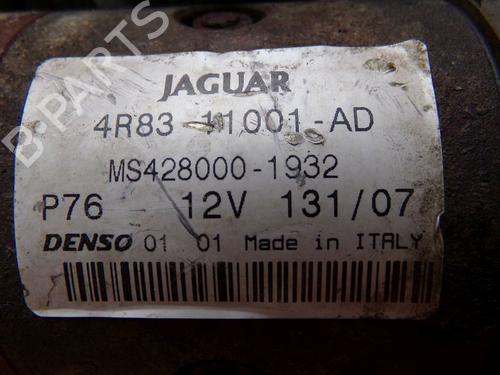 JAGUAR
4R83-11001-AD
MS428000-1932
P76 12V 131/07
DENSO 01 01 Made in ITALY
B-PARTS